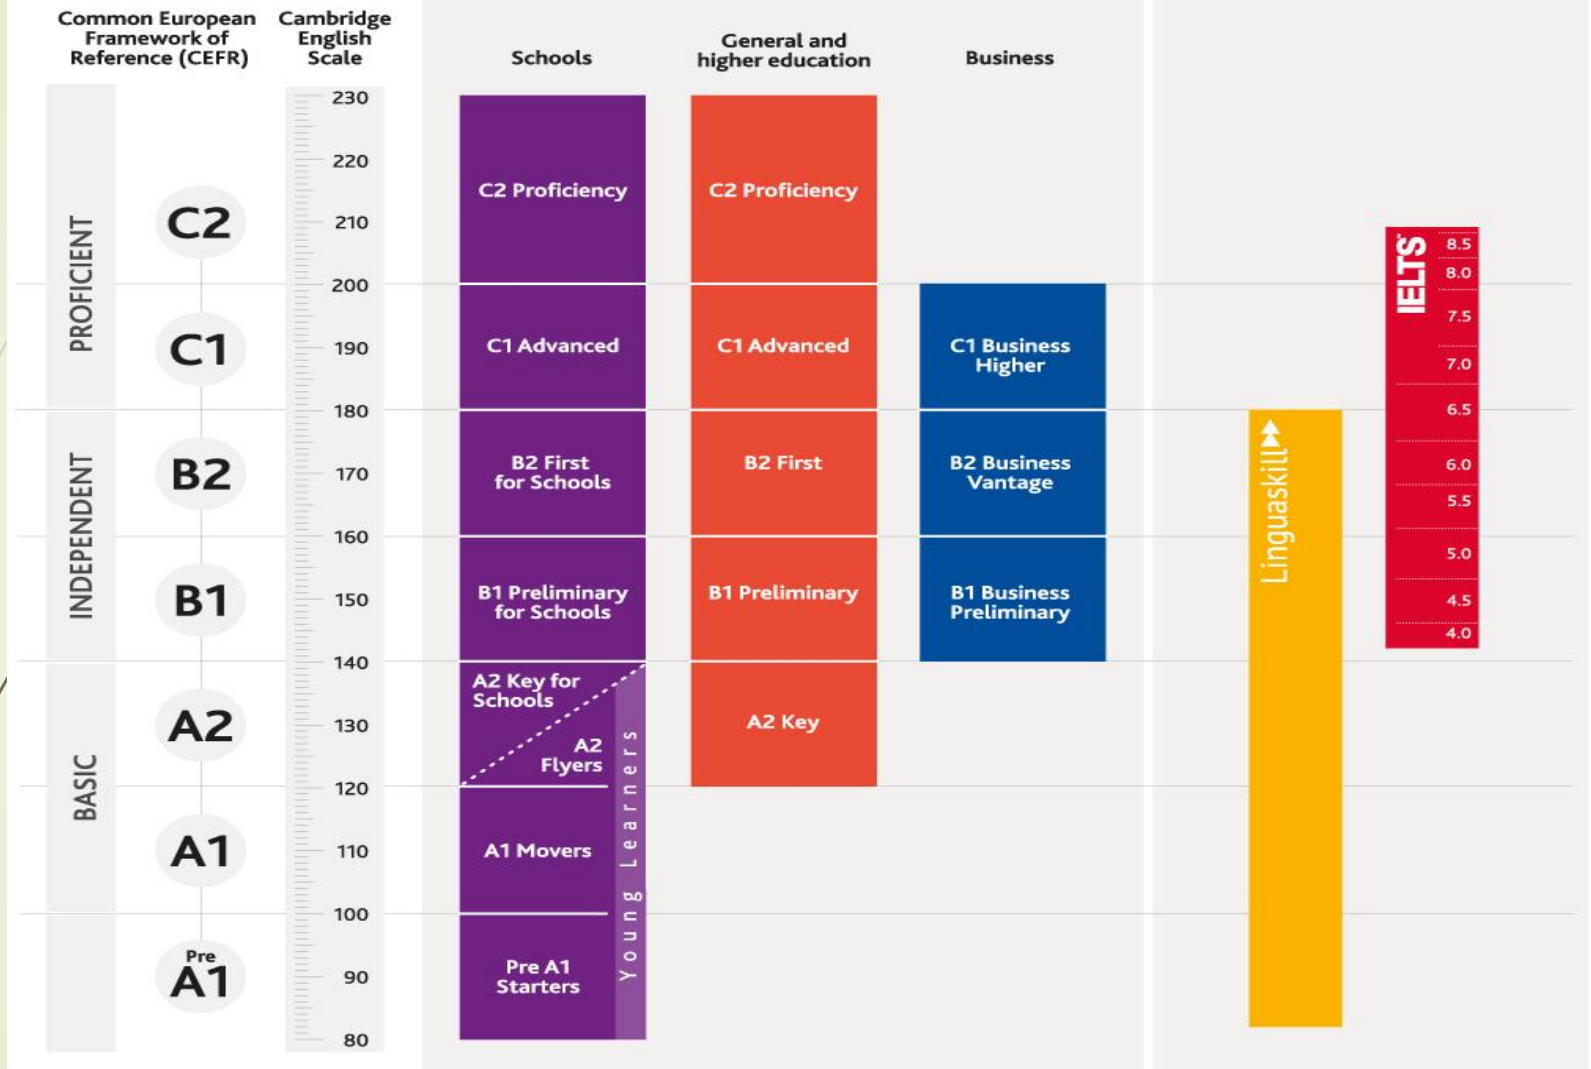 Common European
Framework of
Reference (CEFR)
Cambridge
English
Scale
Schools
General and
higher education
Business
PROFICIENT
INDEPENDENT
BASIC
C2
C1
B2
B1
A2
A1
Pre
A1
230
220
210
200
190
180
170
160
150
140
130
120
110
100
90
80
C2 Proficiency
C1 Advanced
B2 First
for Schools
B1 Preliminary
for Schools
A2 Key for
Schools
A2
Flyers
A1 Movers
Pre A1
Starters
Young Learners
C2 Proficiency
C1 Advanced
B2 First
B1 Preliminary
A2 Key
C1 Business
Higher
B2 Business
Vantage
B1 Business
Preliminary
Linguaskill
IELTS
8.5
8.0
7.5
7.0
6.5
6.0
5.5
5.0
4.5
4.0